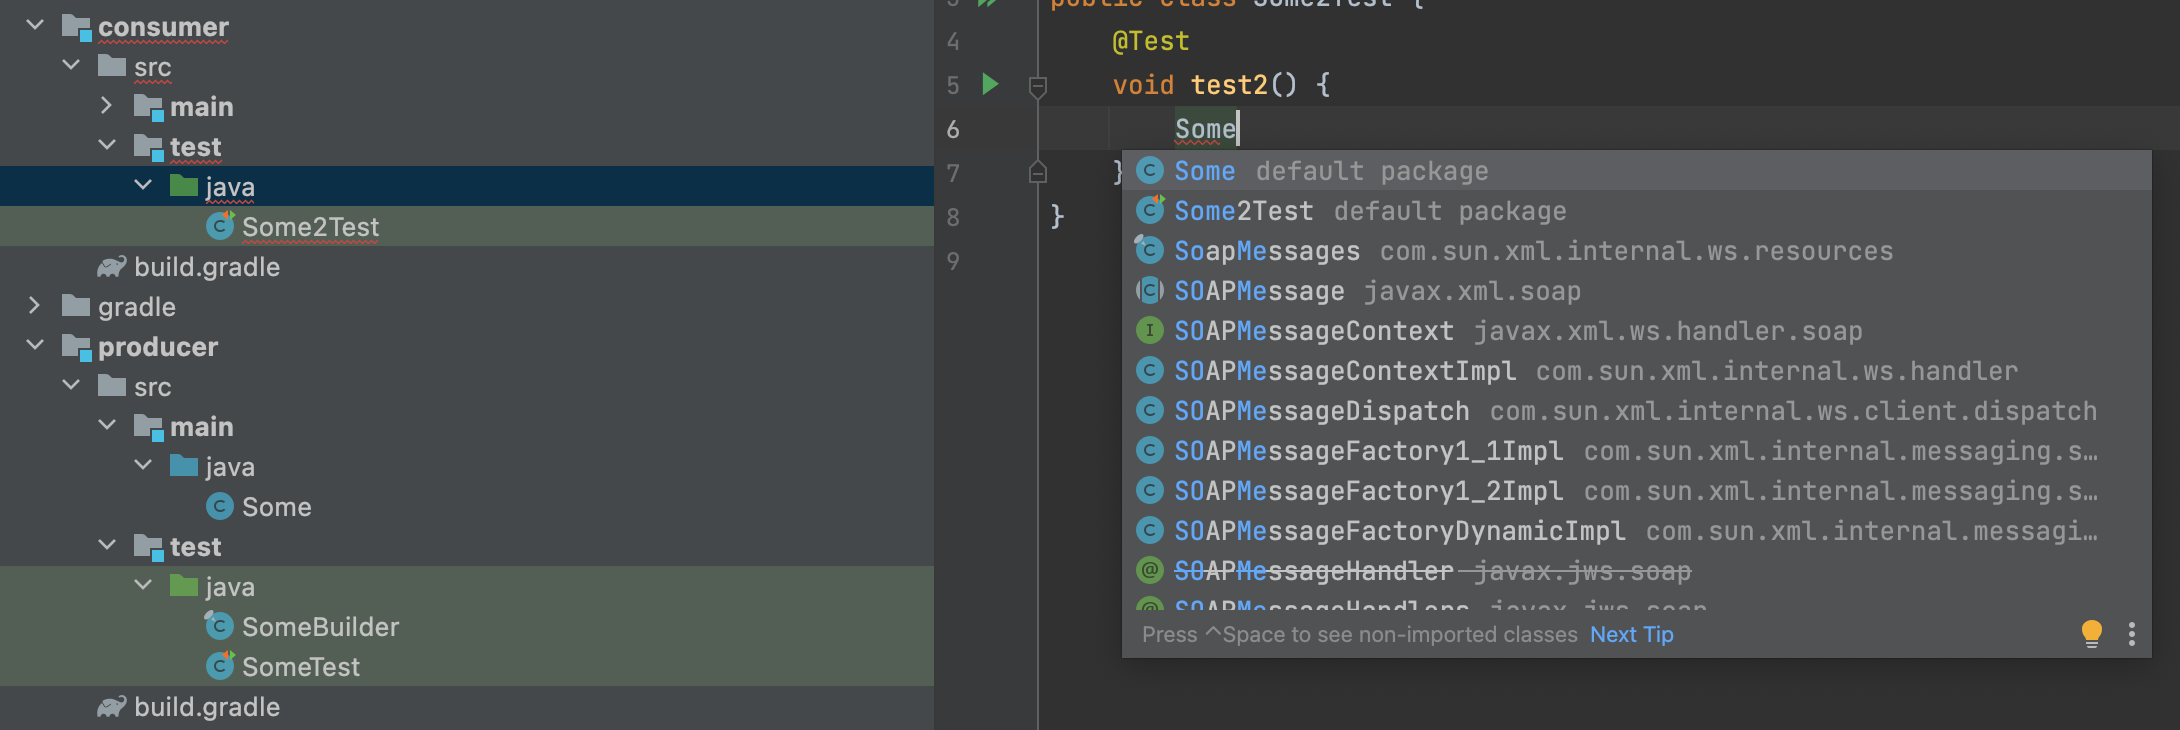 consumer
src
main
test
java
Some2Test
build.gradle
gradle
producer
src
main
java
Some
test
java
SomeBuilder
SomeTest
build.gradle
3 public class Some2Test {
4 @Test
5 void test2() {
6 Some
7 }
8 }
9
Some default package
Some2Test default package
SoapMessages com.sun.xml.internal.ws.resources
SOAPMessage javax.xml.soap
SOAPMessageContext javax.xml.ws.handler.soap
SOAPMessageContextImpl com.sun.xml.internal.ws.handler
SOAPMessageDispatch com.sun.xml.internal.ws.client.dispatch
SOAPMessageFactory1_1Impl com.sun.xml.internal.messaging.s…
SOAPMessageFactory1_2Impl com.sun.xml.internal.messaging.s…
SOAPMessageFactoryDynamicImpl com.sun.xml.internal.messagi…
SOAPMessageHandler javax.jws.soap
SOAPMessageHandlers javax.jws.soap
Press ^Space to see non-imported classes Next Tip